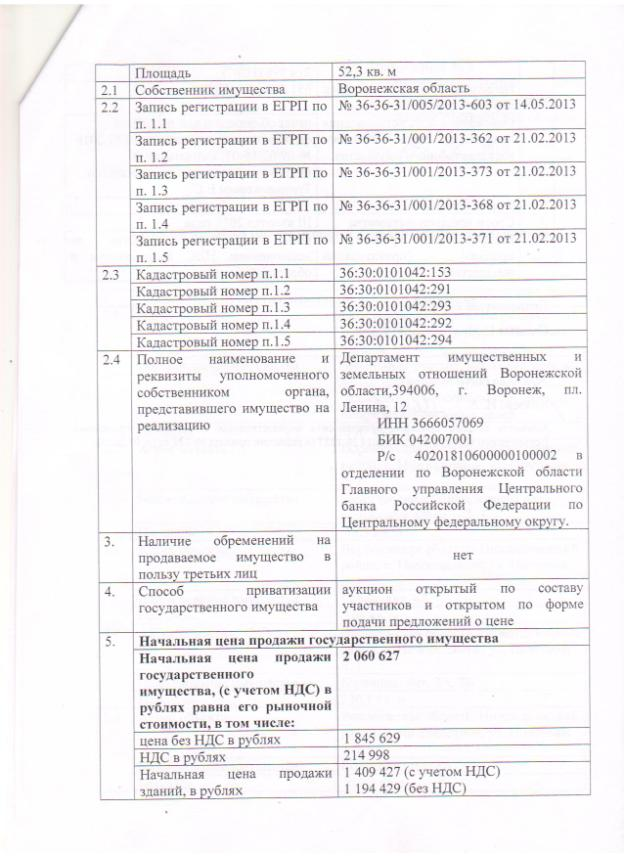 Площадь
52,3 кв. м
2.1
Собственник имущества
Воронежская область
2.2
Запись регистрации в ЕГРП по
п. 1.1
№ 36-36-31/005/2013-603 от 14.05.2013
Запись регистрации в ЕГРП по
п. 1.2
№ 36-36-31/001/2013-362 от 21.02.2013
Запись регистрации в ЕГРП по
п. 1.3
№ 36-36-31/001/2013-373 от 21.02.2013
Запись регистрации в ЕГРП по
п. 1.4
№ 36-36-31/001/2013-368 от 21.02.2013
Запись регистрации в ЕГРП по
п. 1.5
№ 36-36-31/001/2013-371 от 21.02.2013
2.3
Кадастровый номер п.1.1
36:30:0101042:153
Кадастровый номер п.1.2
36:30:0101042:291
Кадастровый номер п.1.3
36:30:0101042:293
Кадастровый номер п.1.4
36:30:0101042:292
Кадастровый номер п.1.5
36:30:0101042:294
2.4
Полное наименование и
реквизиты уполномоченного
собственником органа,
представившего имущество на
реализацию
Департамент имущественных и
земельных отношений Воронежской
области,394006, г. Воронеж, пл.
Ленина, 12
ИНН 3666057069
БИК 042007001
Р/с 40201810600000100002 в
отделении по Воронежской области
Главного управления Центрального
банка Российской Федерации по
Центральному федеральному округу.
3.
Наличие обременений на
продаваемое имущество в
пользу третьих лиц
нет
4.
Способ приватизации
государственного имущества
аукцион открытый по составу
участников и открытом по форме
подачи предложений о цене
5.
Начальная цена продажи государственного имущества
Начальная цена продажи
государственного
имущества, (с учетом НДС) в
рублях равна его рыночной
стоимости, в том числе:
2 060 627
цена без НДС в рублях
1 845 629
НДС в рублях
214 998
Начальная цена продажи
зданий, в рублях
1 409 427 (с учетом НДС)
1 194 429 (без НДС)